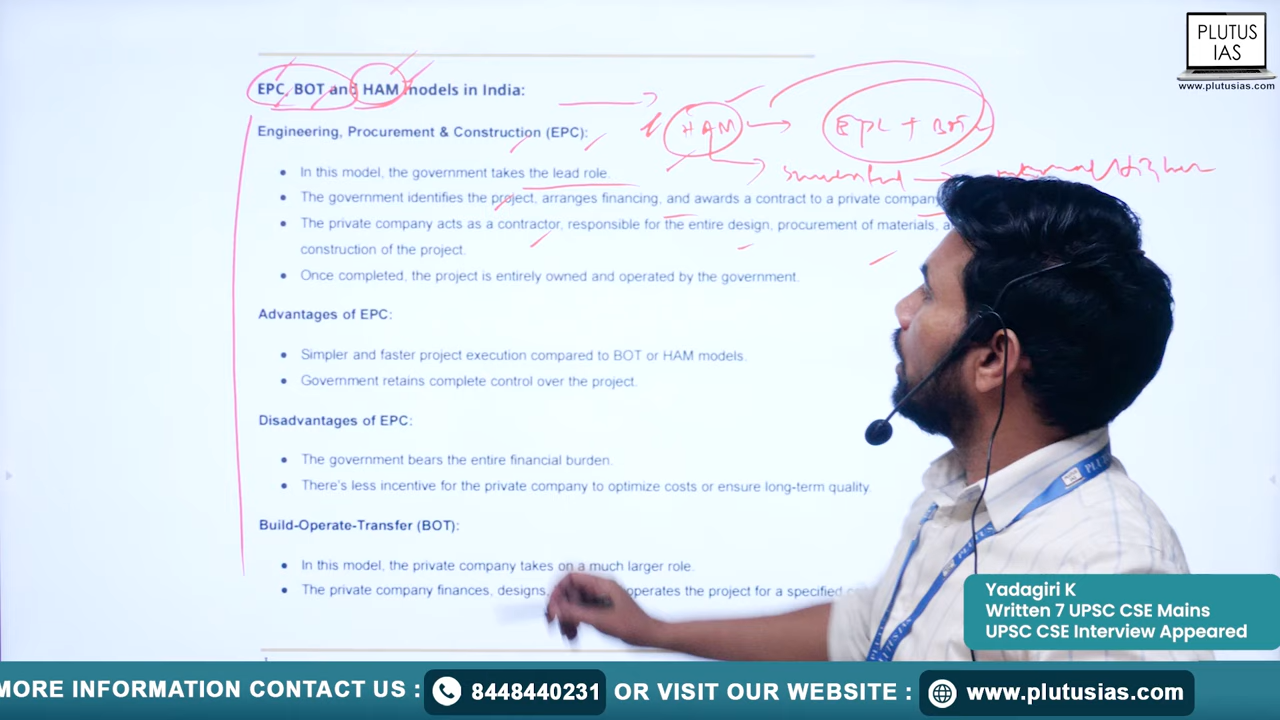 PLUTUS
IAS
www.plutusias.com
EPC, BOT and HAM models in India:
HAM EPC + BOT
Engineering, Procurement & Construction (EPC):
In this model, the government takes the lead role.
The government identifies the project, arranges financing, and awards a contract to a private company
The private company acts as a contractor, responsible for the entire design, procurement of materials,
construction of the project.
Once completed, the project is entirely owned and operated by the government.
Advantages of EPC:
Simpler and faster project execution compared to BOT or HAM models.
Government retains complete control over the project.
Disadvantages of EPC:
The government bears the entire financial burden.
There's less incentive for the private company to optimize costs or ensure long-term quality
Build-Operate-Transfer (BOT):
In this model, the private company takes on a much larger role.
The private company finances, designs, operates the project for a specified
Yadagiri K
Written 7 UPSC CSE Mains
UPSC CSE Interview Appeared
MORE INFORMATION CONTACT US : 8448440231 OR VISIT OUR WEBSITE : www.plutusias.com